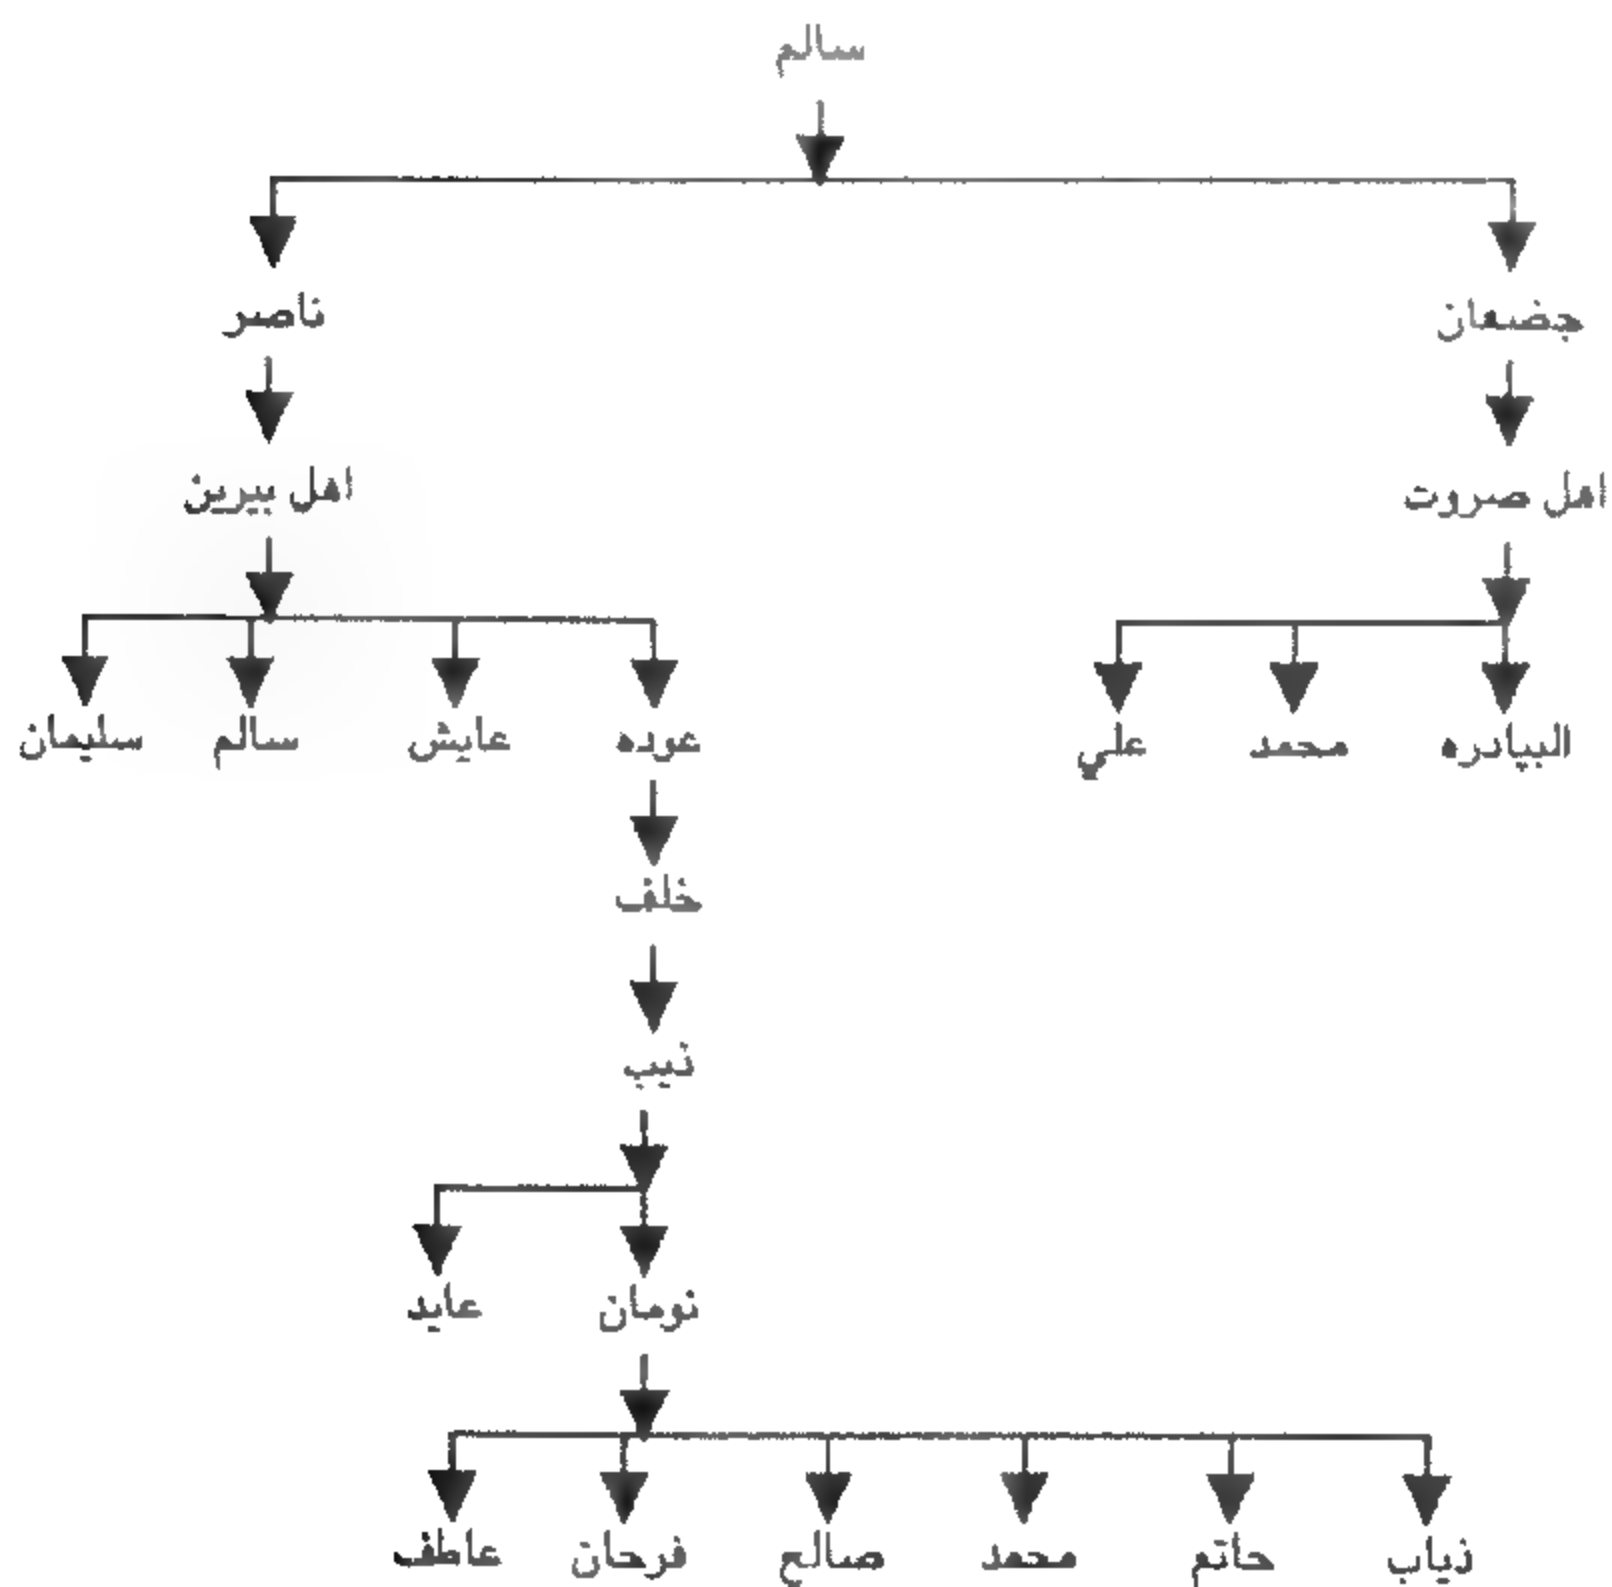 سالم
جضعان ناصر
اهل صروت اهل بيرين
البيادره محمد علي عوده عايش سالم سليمان
خلف
ذيب
نومان عايد
ذياب حاتم محمد صالح فرحان عاطف